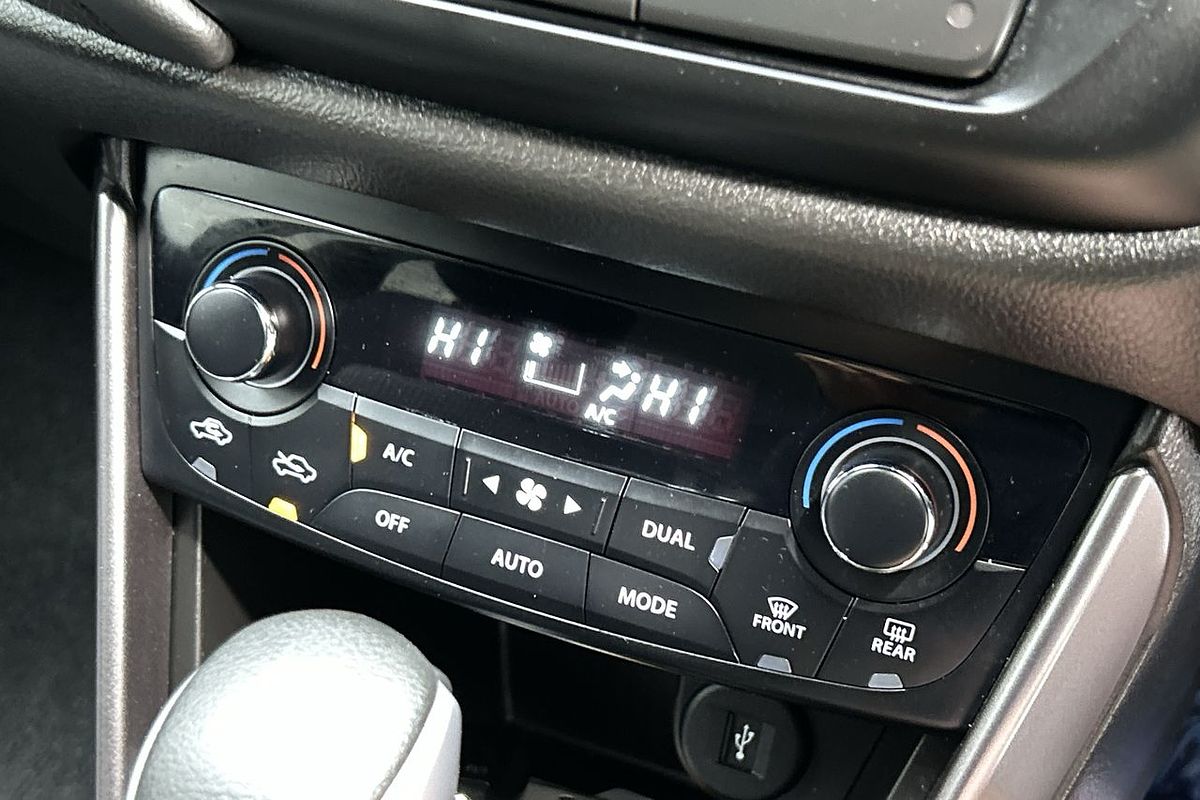 HI HI
A/C
A/C
OFF
AUTO
DUAL
MODE
FRONT
REAR